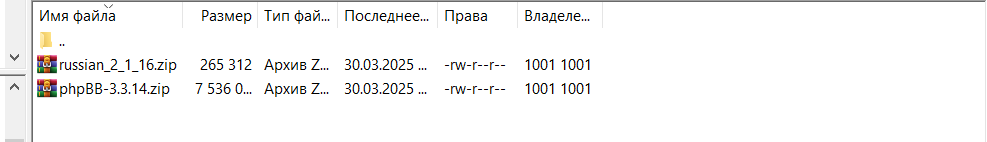 Имя файла Размер Тип фай... Последнее... Права Владеле...
..
russian_2_1_16.zip 265 312 Архив Z... 30.03.2025 ... -rw-r--r-- 1001 1001
phpBB-3.3.14.zip 7 536 0... Архив Z... 30.03.2025 ... -rw-r--r-- 1001 1001